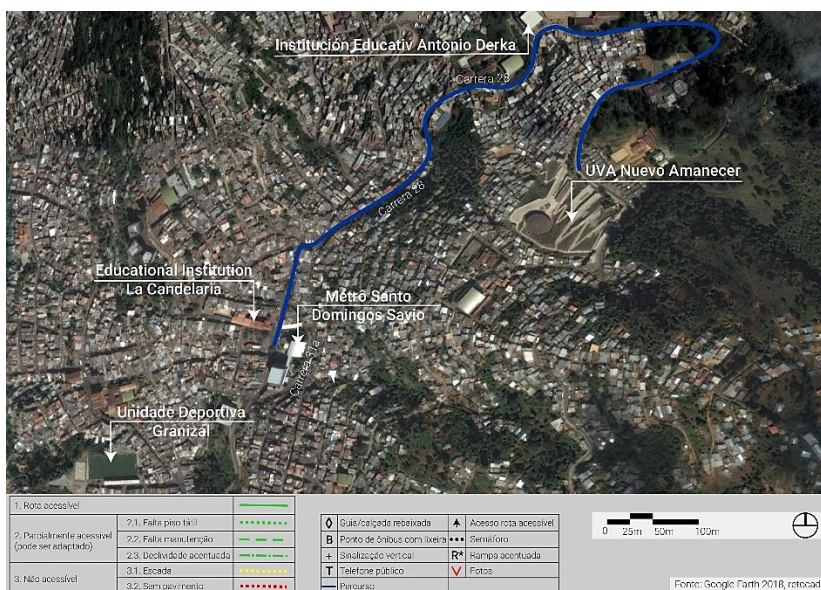 Institución Educativ Antonio Derka
Carrera 28
UVA Nuevo Amanecer
Carrera 28
Educational Institution
La Candelaria
Metrô Santo
Domingos Savio
Carrera 31a
Unidade Deportiva
Granizal
1. Rota acessível
2. Parcialmente acessível
(pode ser adaptado)
2.1. Falta piso tátil
2.2. Falta manutenção
2.3. Declividade acentuada
3. Não acessível
3.1. Escada
3.2. Sem pavimento
Guia/calçada rebaixada
Acesso rota acessível
B Ponto de ônibus com lixeira
Semáforo
+ Sinalização vertical
R* Rampa acentuada
T Telefone público
Fotos
Percurso
0 25m 50m 100m
Fonte: Google Earth 2018, retocad